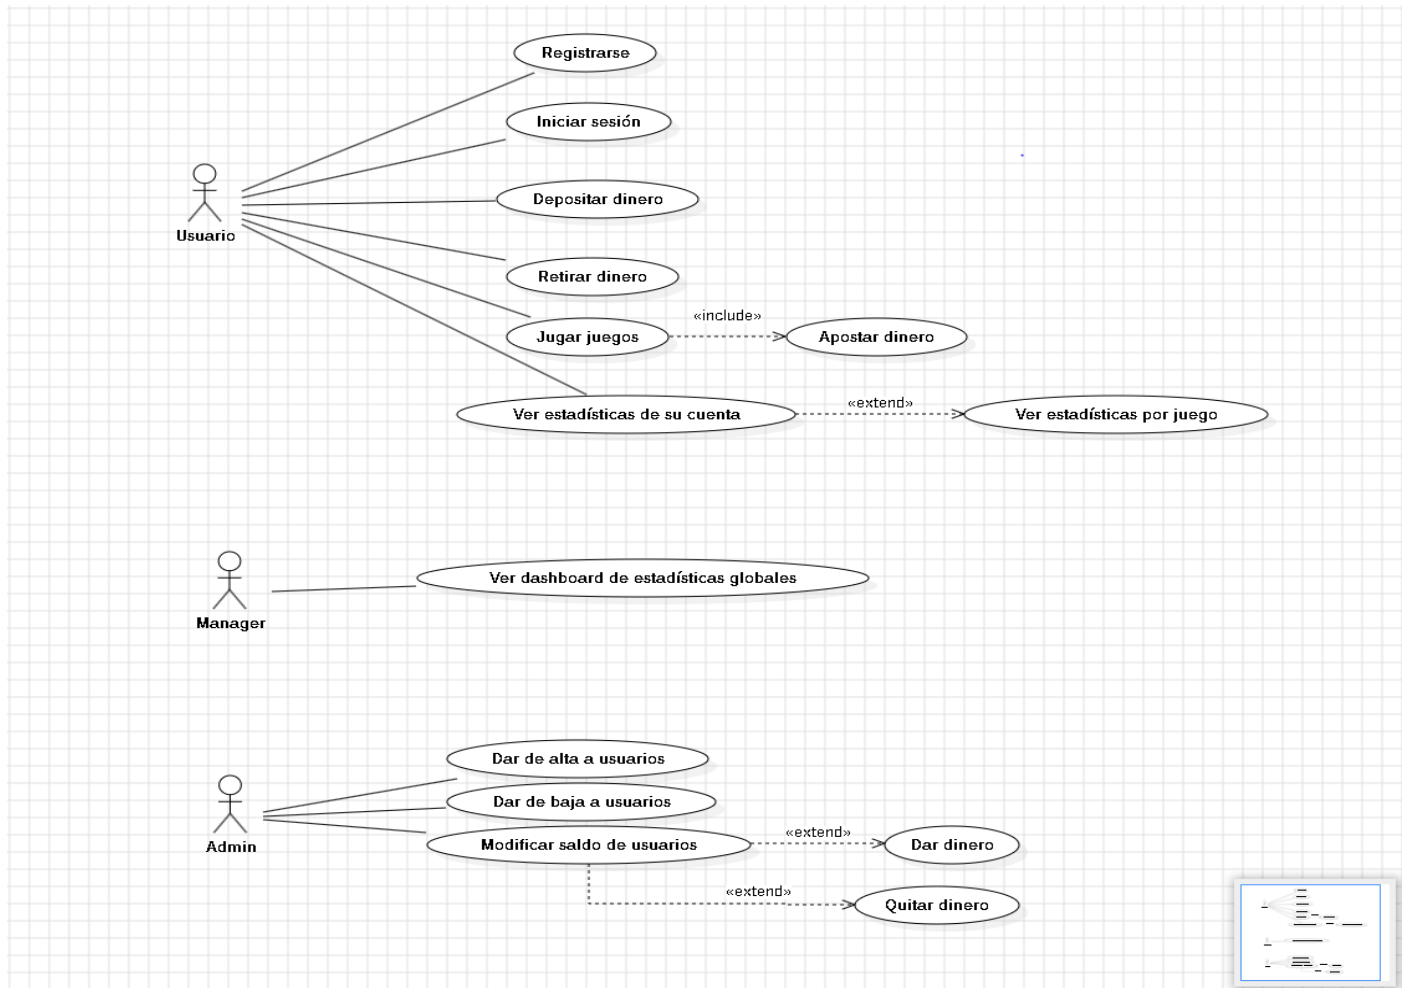 Registrarse
Iniciar sesión
Depositar dinero
Usuario
Retirar dinero
«include»
Jugar juegos
Apostar dinero
«extend»
Ver estadísticas de su cuenta
Ver estadísticas por juego
Ver dashboard de estadísticas globales
Manager
Dar de alta a usuarios
Dar de baja a usuarios
«extend»
Admin
Modificar saldo de usuarios
Dar dinero
«extend»
Quitar dinero